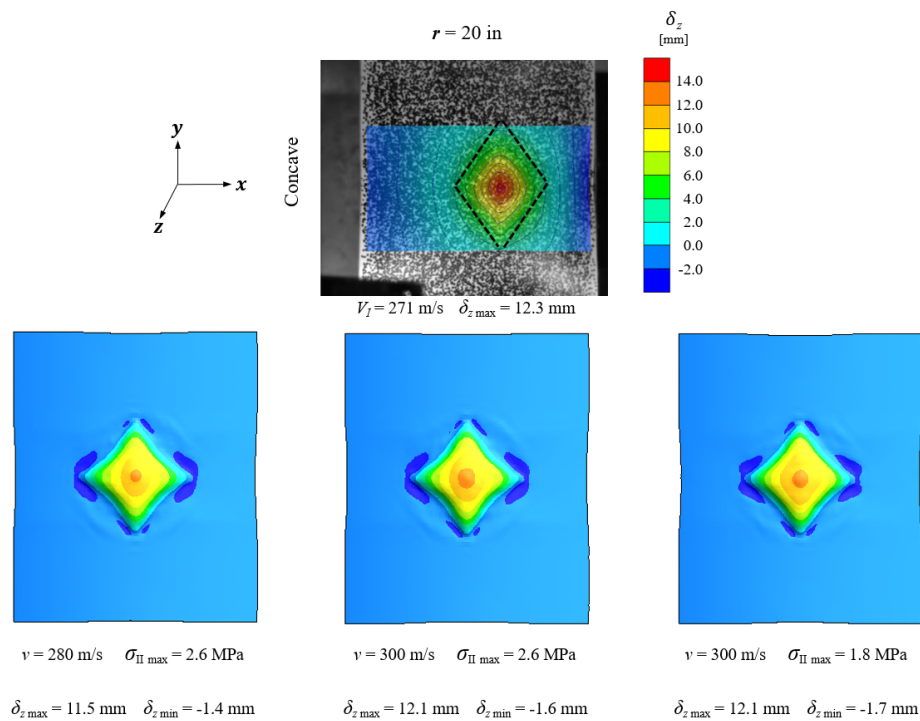 r = 20 in
δz
[mm]
14.0
12.0
10.0
8.0
6.0
4.0
2.0
0.0
-2.0
y
x
z
Concave
VI = 271 m/s δz max = 12.3 mm
v = 280 m/s σII max = 2.6 MPa
v = 300 m/s σII max = 2.6 MPa
v = 300 m/s σII max = 1.8 MPa
δz max = 11.5 mm δz min = -1.4 mm
δz max = 12.1 mm δz min = -1.6 mm
δz max = 12.1 mm δz min = -1.7 mm